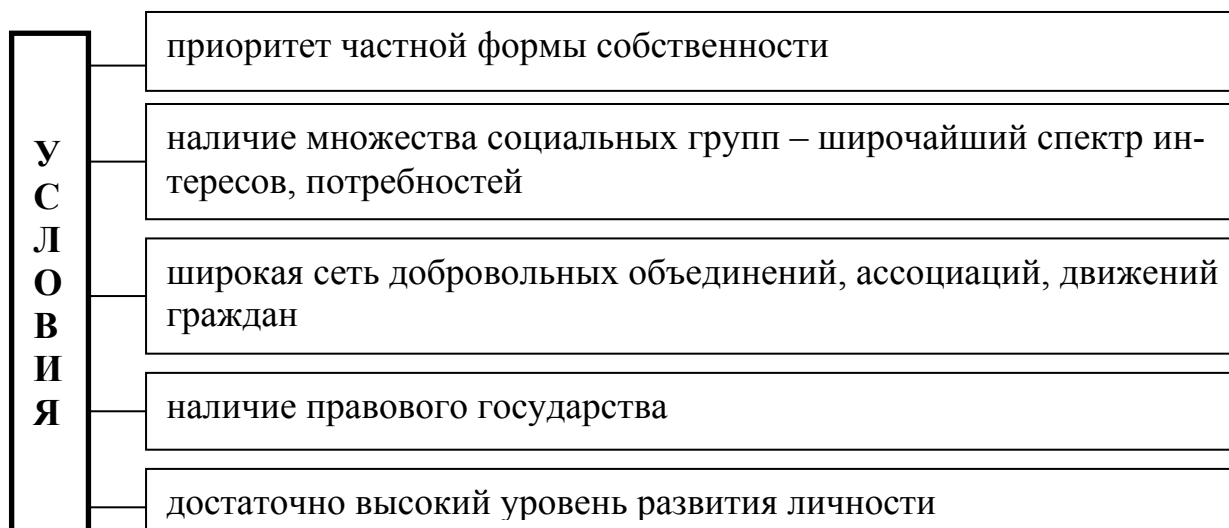 УСЛОВИЯ
приоритет частной формы собственности
наличие множества социальных групп – широчайший спектр ин-
тересов, потребностей
широкая сеть добровольных объединений, ассоциаций, движений
граждан
наличие правового государства
достаточно высокий уровень развития личности